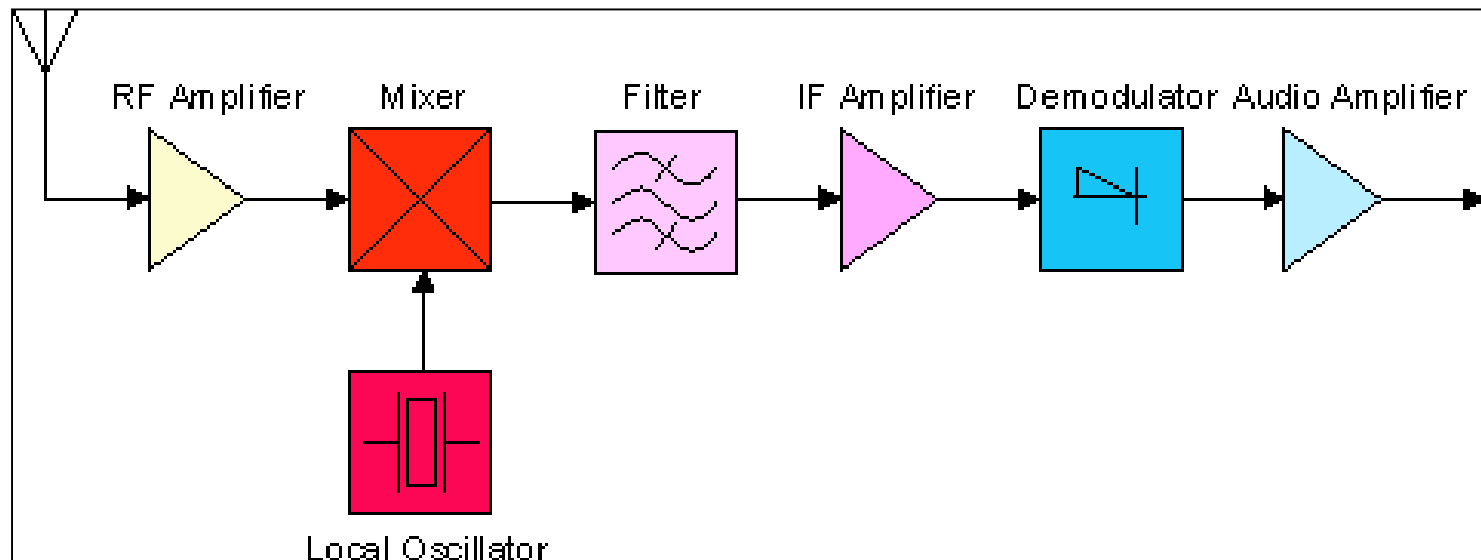 RF Amplifier
Mixer
Filter
IF Amplifier
Demodulator
Audio Amplifier
Local Oscillator